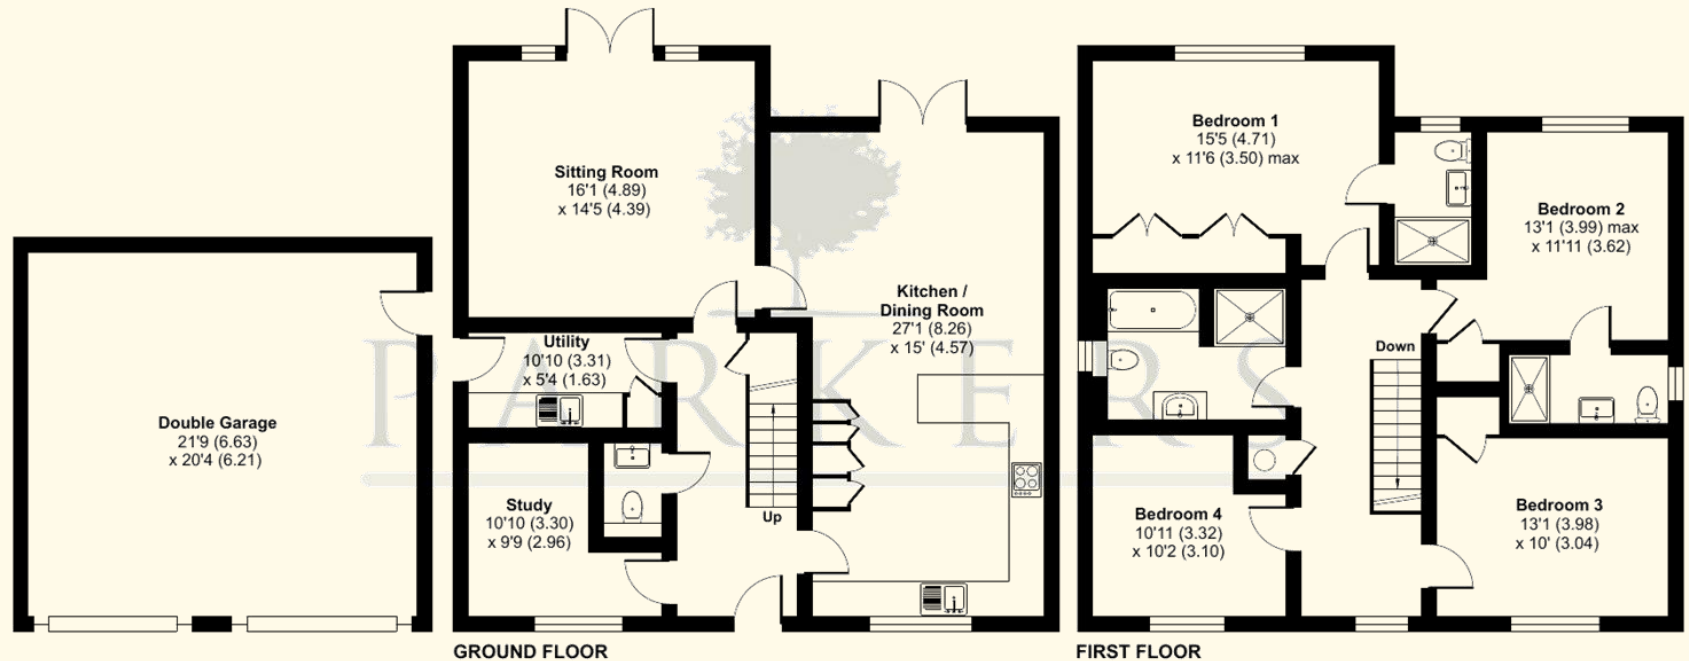 Double Garage
21'9 (6.63)
x 20'4 (6.21)
Sitting Room
16'1 (4.89)
x 14'5 (4.39)
Kitchen /
Dining Room
27'1 (8.26)
x 15' (4.57)
Utility
10'10 (3.31)
x 5'4 (1.63)
Study
10'10 (3.30)
x 9'9 (2.96)
Up
GROUND FLOOR
Bedroom 1
15'5 (4.71)
x 11'6 (3.50) max
Bedroom 2
13'1 (3.99) max
x 11'11 (3.62)
Down
Bedroom 4
10'11 (3.32)
x 10'2 (3.10)
Bedroom 3
13'1 (3.98)
x 10' (3.04)
FIRST FLOOR
PARKERS